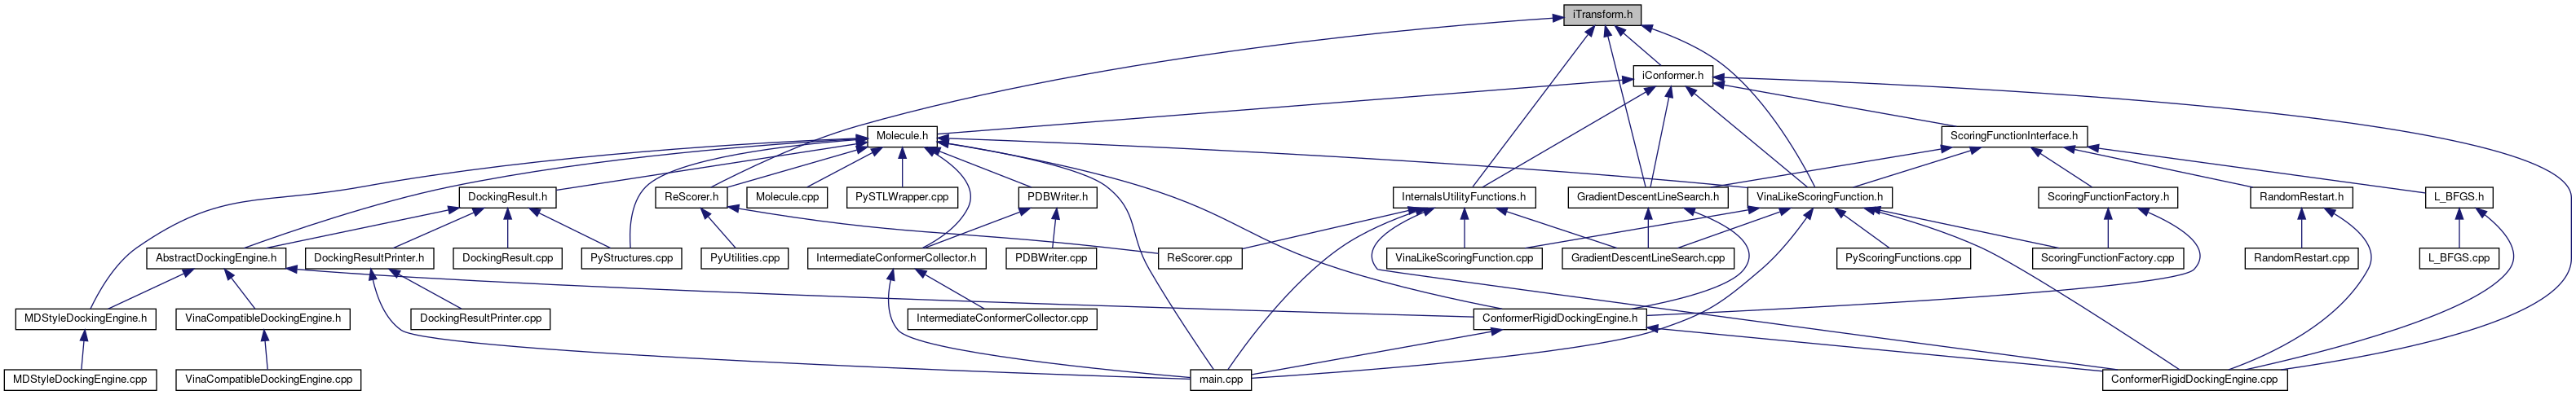 iTransform.h
iConformer.h
Molecule.h
ScoringFunctionInterface.h
DockingResult.h
ReScorer.h
Molecule.cpp
PySTLWrapper.cpp
PDBWriter.h
InternalsUtilityFunctions.h
GradientDescentLineSearch.h
VinaLikeScoringFunction.h
ScoringFunctionFactory.h
RandomRestart.h
L_BFGS.h
AbstractDockingEngine.h
DockingResultPrinter.h
DockingResult.cpp
PyStructures.cpp
PyUtilities.cpp
IntermediateConformerCollector.h
PDBWriter.cpp
ReScorer.cpp
VinaLikeScoringFunction.cpp
GradientDescentLineSearch.cpp
PyScoringFunctions.cpp
ScoringFunctionFactory.cpp
RandomRestart.cpp
L_BFGS.cpp
MDStyleDockingEngine.h
VinaCompatibleDockingEngine.h
DockingResultPrinter.cpp
IntermediateConformerCollector.cpp
ConformerRigidDockingEngine.h
MDStyleDockingEngine.cpp
VinaCompatibleDockingEngine.cpp
main.cpp
ConformerRigidDockingEngine.cpp